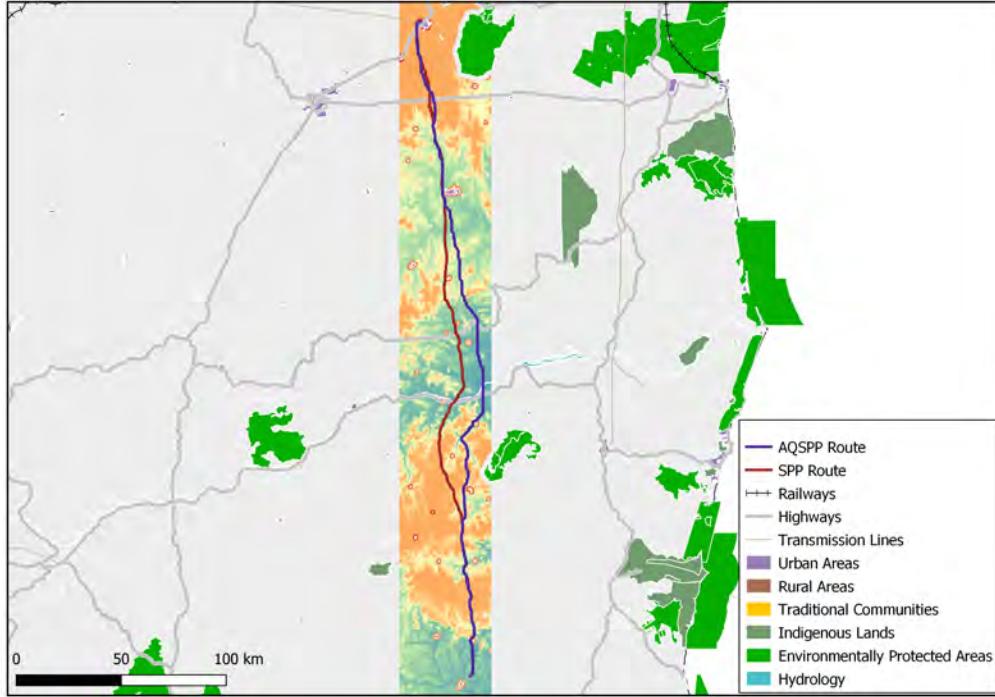 AQSPP Route
SPP Route
Railways
Highways
Transmission Lines
Urban Areas
Rural Areas
Traditional Communities
Indigenous Lands
Environmentally Protected Areas
Hydrology
0 50 100 km